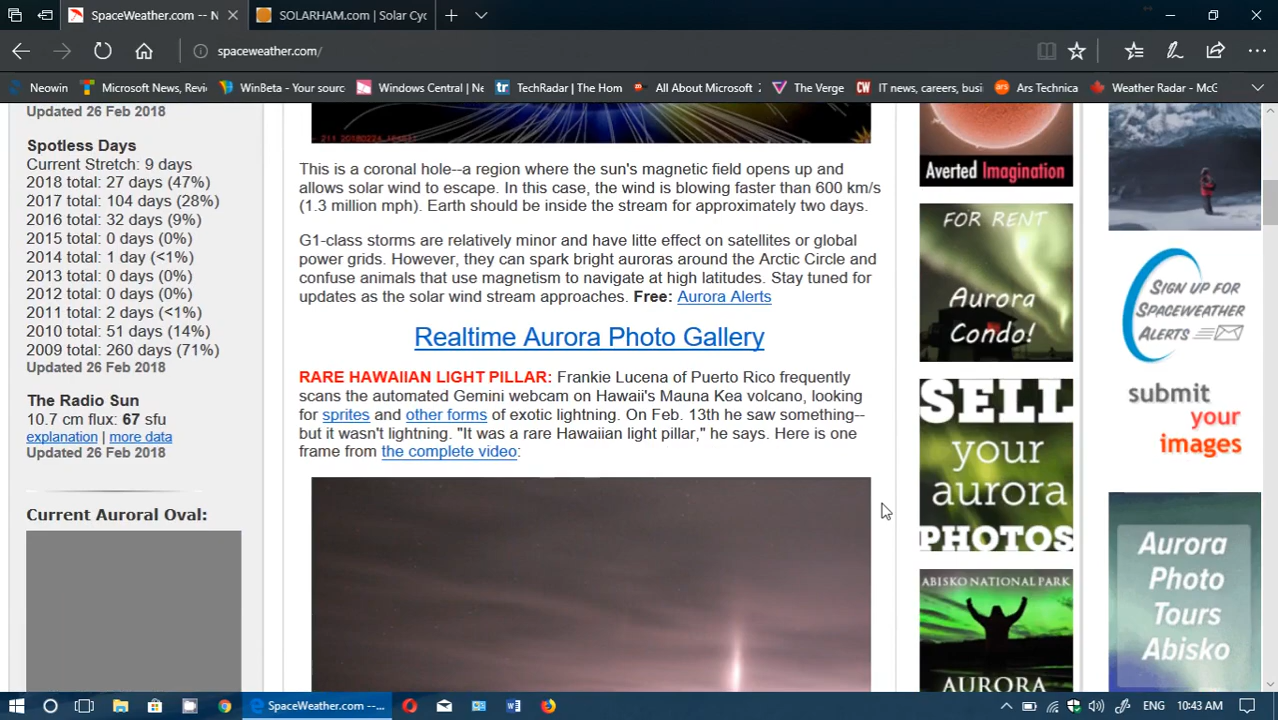 SpaceWeather.com -- N
SOLARHAM.com | Solar Cyc
spaceweather.com/
Neowin
Microsoft News, Revi
WinBeta - Your source
Windows Central | Ne
TechRadar | The Hom
All About Microsoft
The Verge
IT news, careers, busi
Ars Technica
Weather Radar - McG
Updated 26 Feb 2018
Spotless Days
Current Stretch: 9 days
2018 total: 27 days (47%)
2017 total: 104 days (28%)
2016 total: 32 days (9%)
2015 total: 0 days (0%)
2014 total: 1 day (<1%)
2013 total: 0 days (0%)
2012 total: 0 days (0%)
2011 total: 2 days (<1%)
2010 total: 51 days (14%)
2009 total: 260 days (71%)
Updated 26 Feb 2018
The Radio Sun
10.7 cm flux: 67 sfu
explanation | more data
Updated 26 Feb 2018
Current Auroral Oval:
This is coronal hole--a region where the sun's magnetic field opens up and
allows solar wind to escape. In this case, the wind is blowing faster than 600 km/s
(1.3 million mph). Earth should be inside the stream for approximately two days.
G1-class storms are relatively minor and have litte effect on satellites or global
power grids. However, they can spark bright auroras around the Arctic Circle and
confuse animals that use magnetism to navigate at high latitudes. Stay tuned for
updates as the solar wind stream approaches. Free: Aurora Alerts
Realtime Aurora Photo Gallery
RARE HAWAIIAN LIGHT PILLAR: Frankie Lucena of Puerto Rico frequently
scans the automated Gemini webcam on Hawaii's Mauna Kea volcano, looking
for sprites and other forms of exotic lightning. On Feb. 13th he saw something--
but it wasn't lightning. "It was a rare Hawaiian light pillar," he says. Here is one
frame from the complete video:
Averted Imagination
FOR RENT
Aurora
Condo!
SELL
your
aurora
PHOTOS
ABISKO NATIONAL PARK
AURORA
SIGN UP FOR
SPACEWEATHER
ALERTS
submit
your
images
Aurora
Photo
Tours
Abisko
SpaceWeather.com --...
ENG
10:43 AM